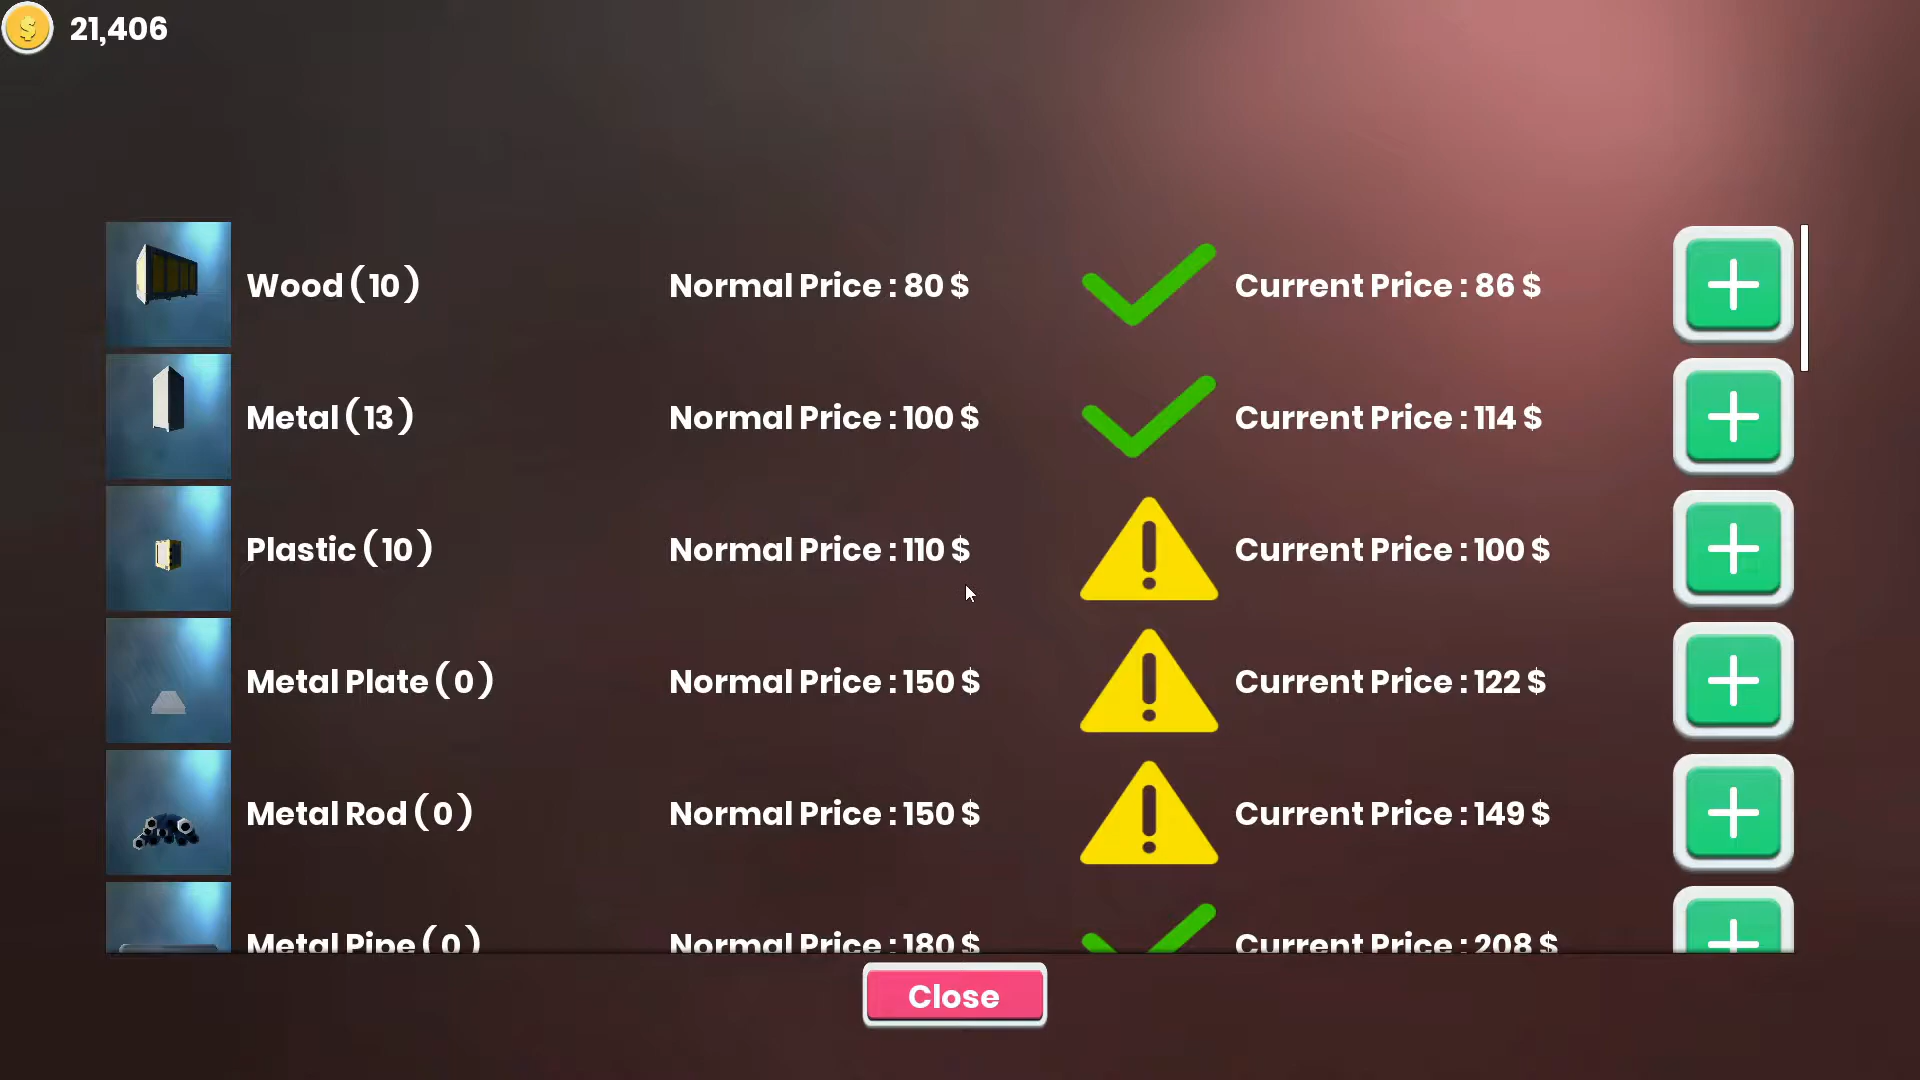 21,406
Wood (10) Normal Price : 80 $ Current Price : 86 $
Metal (13) Normal Price : 100 $ Current Price : 114 $
Plastic (10) Normal Price : 110 $ Current Price : 100 $
Metal Plate (0) Normal Price : 150 $ Current Price : 122 $
Metal Rod (0) Normal Price : 150 $ Current Price : 149 $
Metal Pipe (0) Normal Price : 180 $ Current Price : 208 $
Close